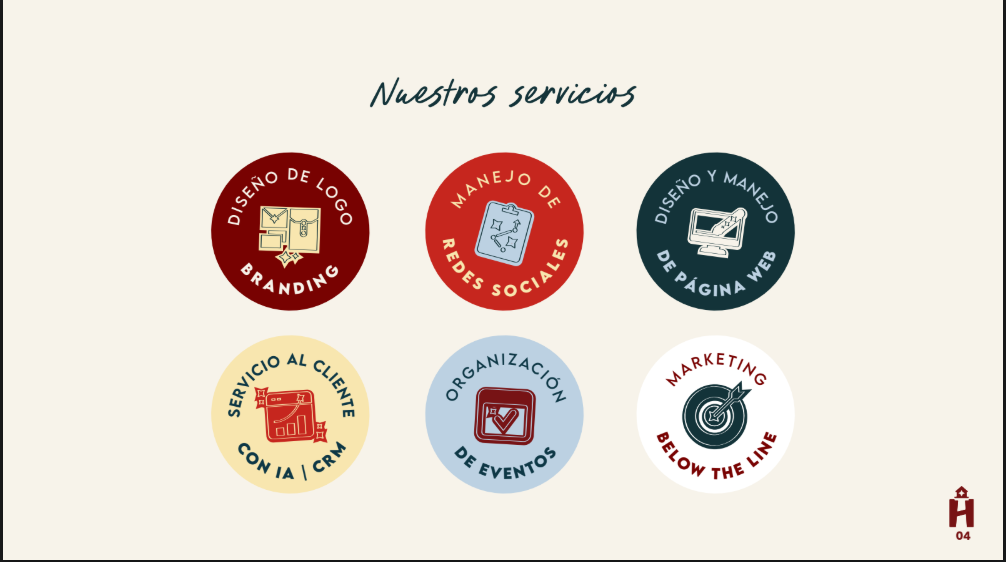 Nuestros servicios
DISEÑO DE LOGO
BRANDING
MANEJO DE
REDES SOCIALES
DISEÑO Y MANEJO
DE PÁGINA WEB
SERVICIO AL CLIENTE
CON IA | CRM
ORGANIZACIÓN
DE EVENTOS
MARKETING
BELOW THE LINE
H
04